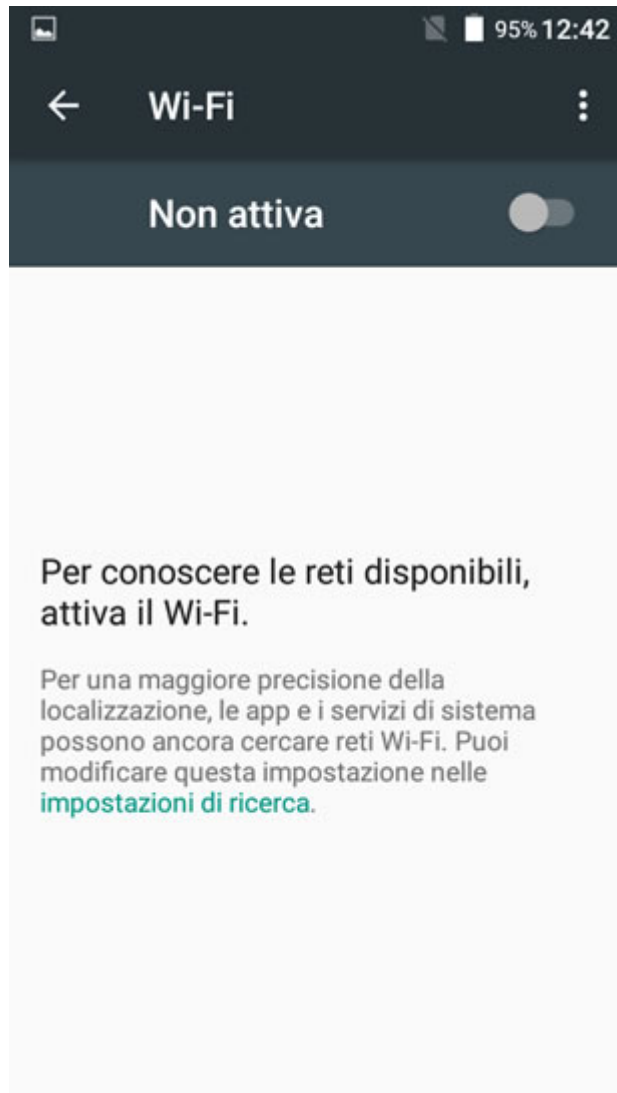 95% 12:42
Wi-Fi
Non attiva
Per conoscere le reti disponibili,
attiva il Wi-Fi.
Per una maggiore precisione della
localizzazione, le app e i servizi di sistema
possono ancora cercare reti Wi-Fi. Puoi
modificare questa impostazione nelle
impostazioni di ricerca.